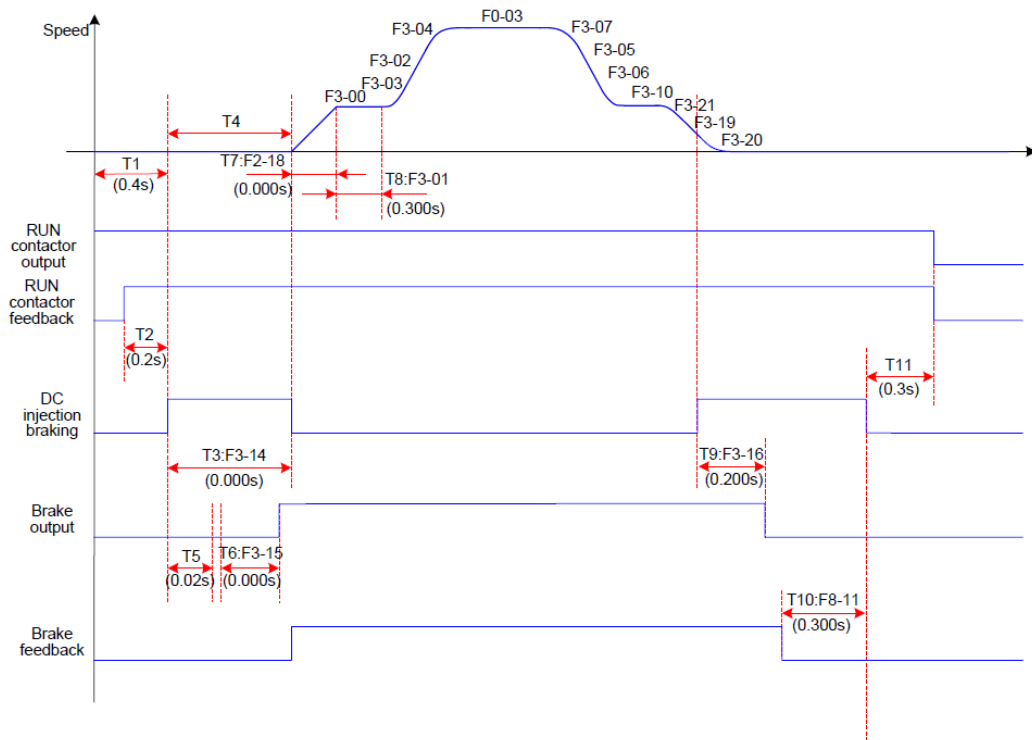 F0-03
Speed
F3-04
F3-07
F3-05
F3-02
F3-06
F3-03
F3-00
F3-10
F3-21
T4
F3-19
F3-20
T1
(0.4s)
T7:F2-18
(0.000s)
T8:F3-01
(0.300s)
RUN
contactor
output
RUN
contactor
feedback
T2
(0.2s)
T11
(0.3s)
DC
injection
braking
T3:F3-14
(0.000s)
T9:F3-16
(0.200s)
Brake
output
T5
(0.02s)
T6:F3-15
(0.000s)
T10:F8-11
(0.300s)
Brake
feedback